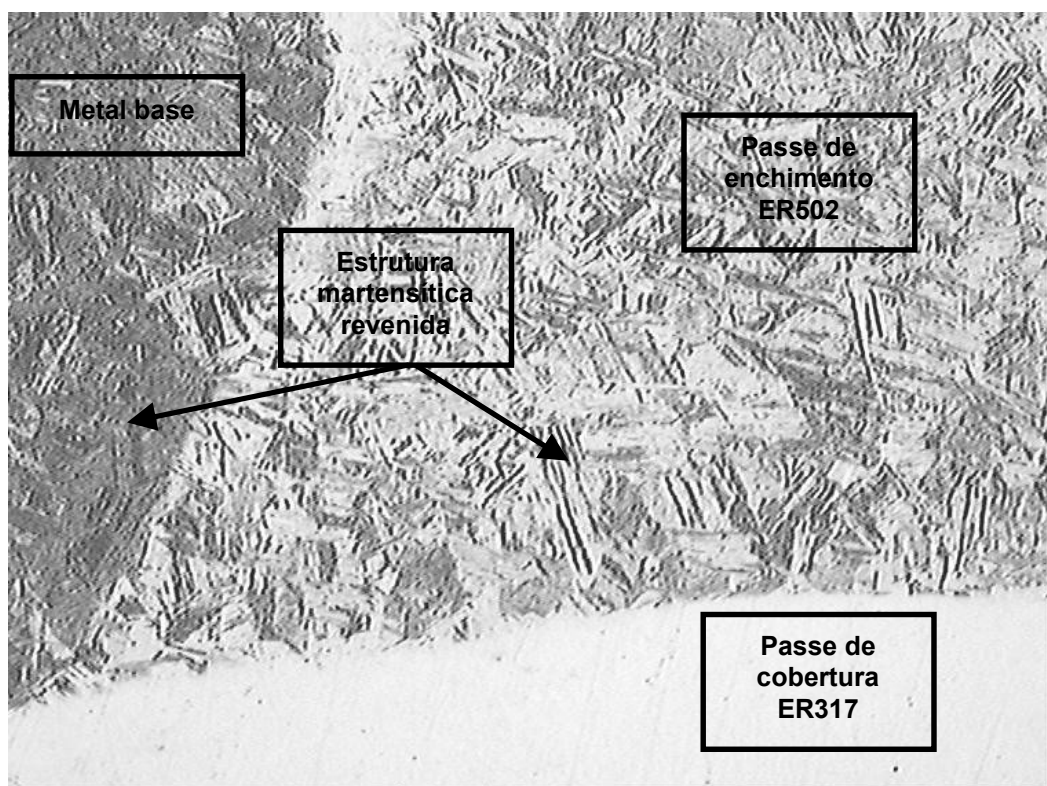 Metal base
Passe de
enchimento
ER502
Estrutura
martensítica
revenida
Passe de
cobertura
ER317